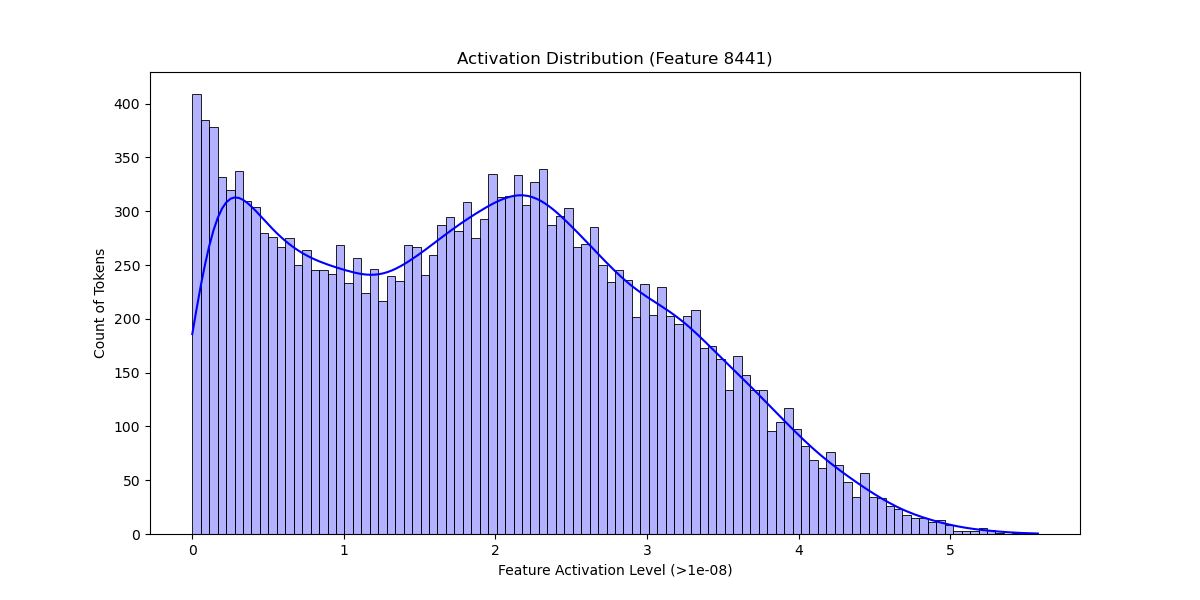 Activation Distribution (Feature 8441)
Count of Tokens
400
350
300
250
200
150
100
50
0
0 1 2 3 4 5
Feature Activation Level (>1e-08)